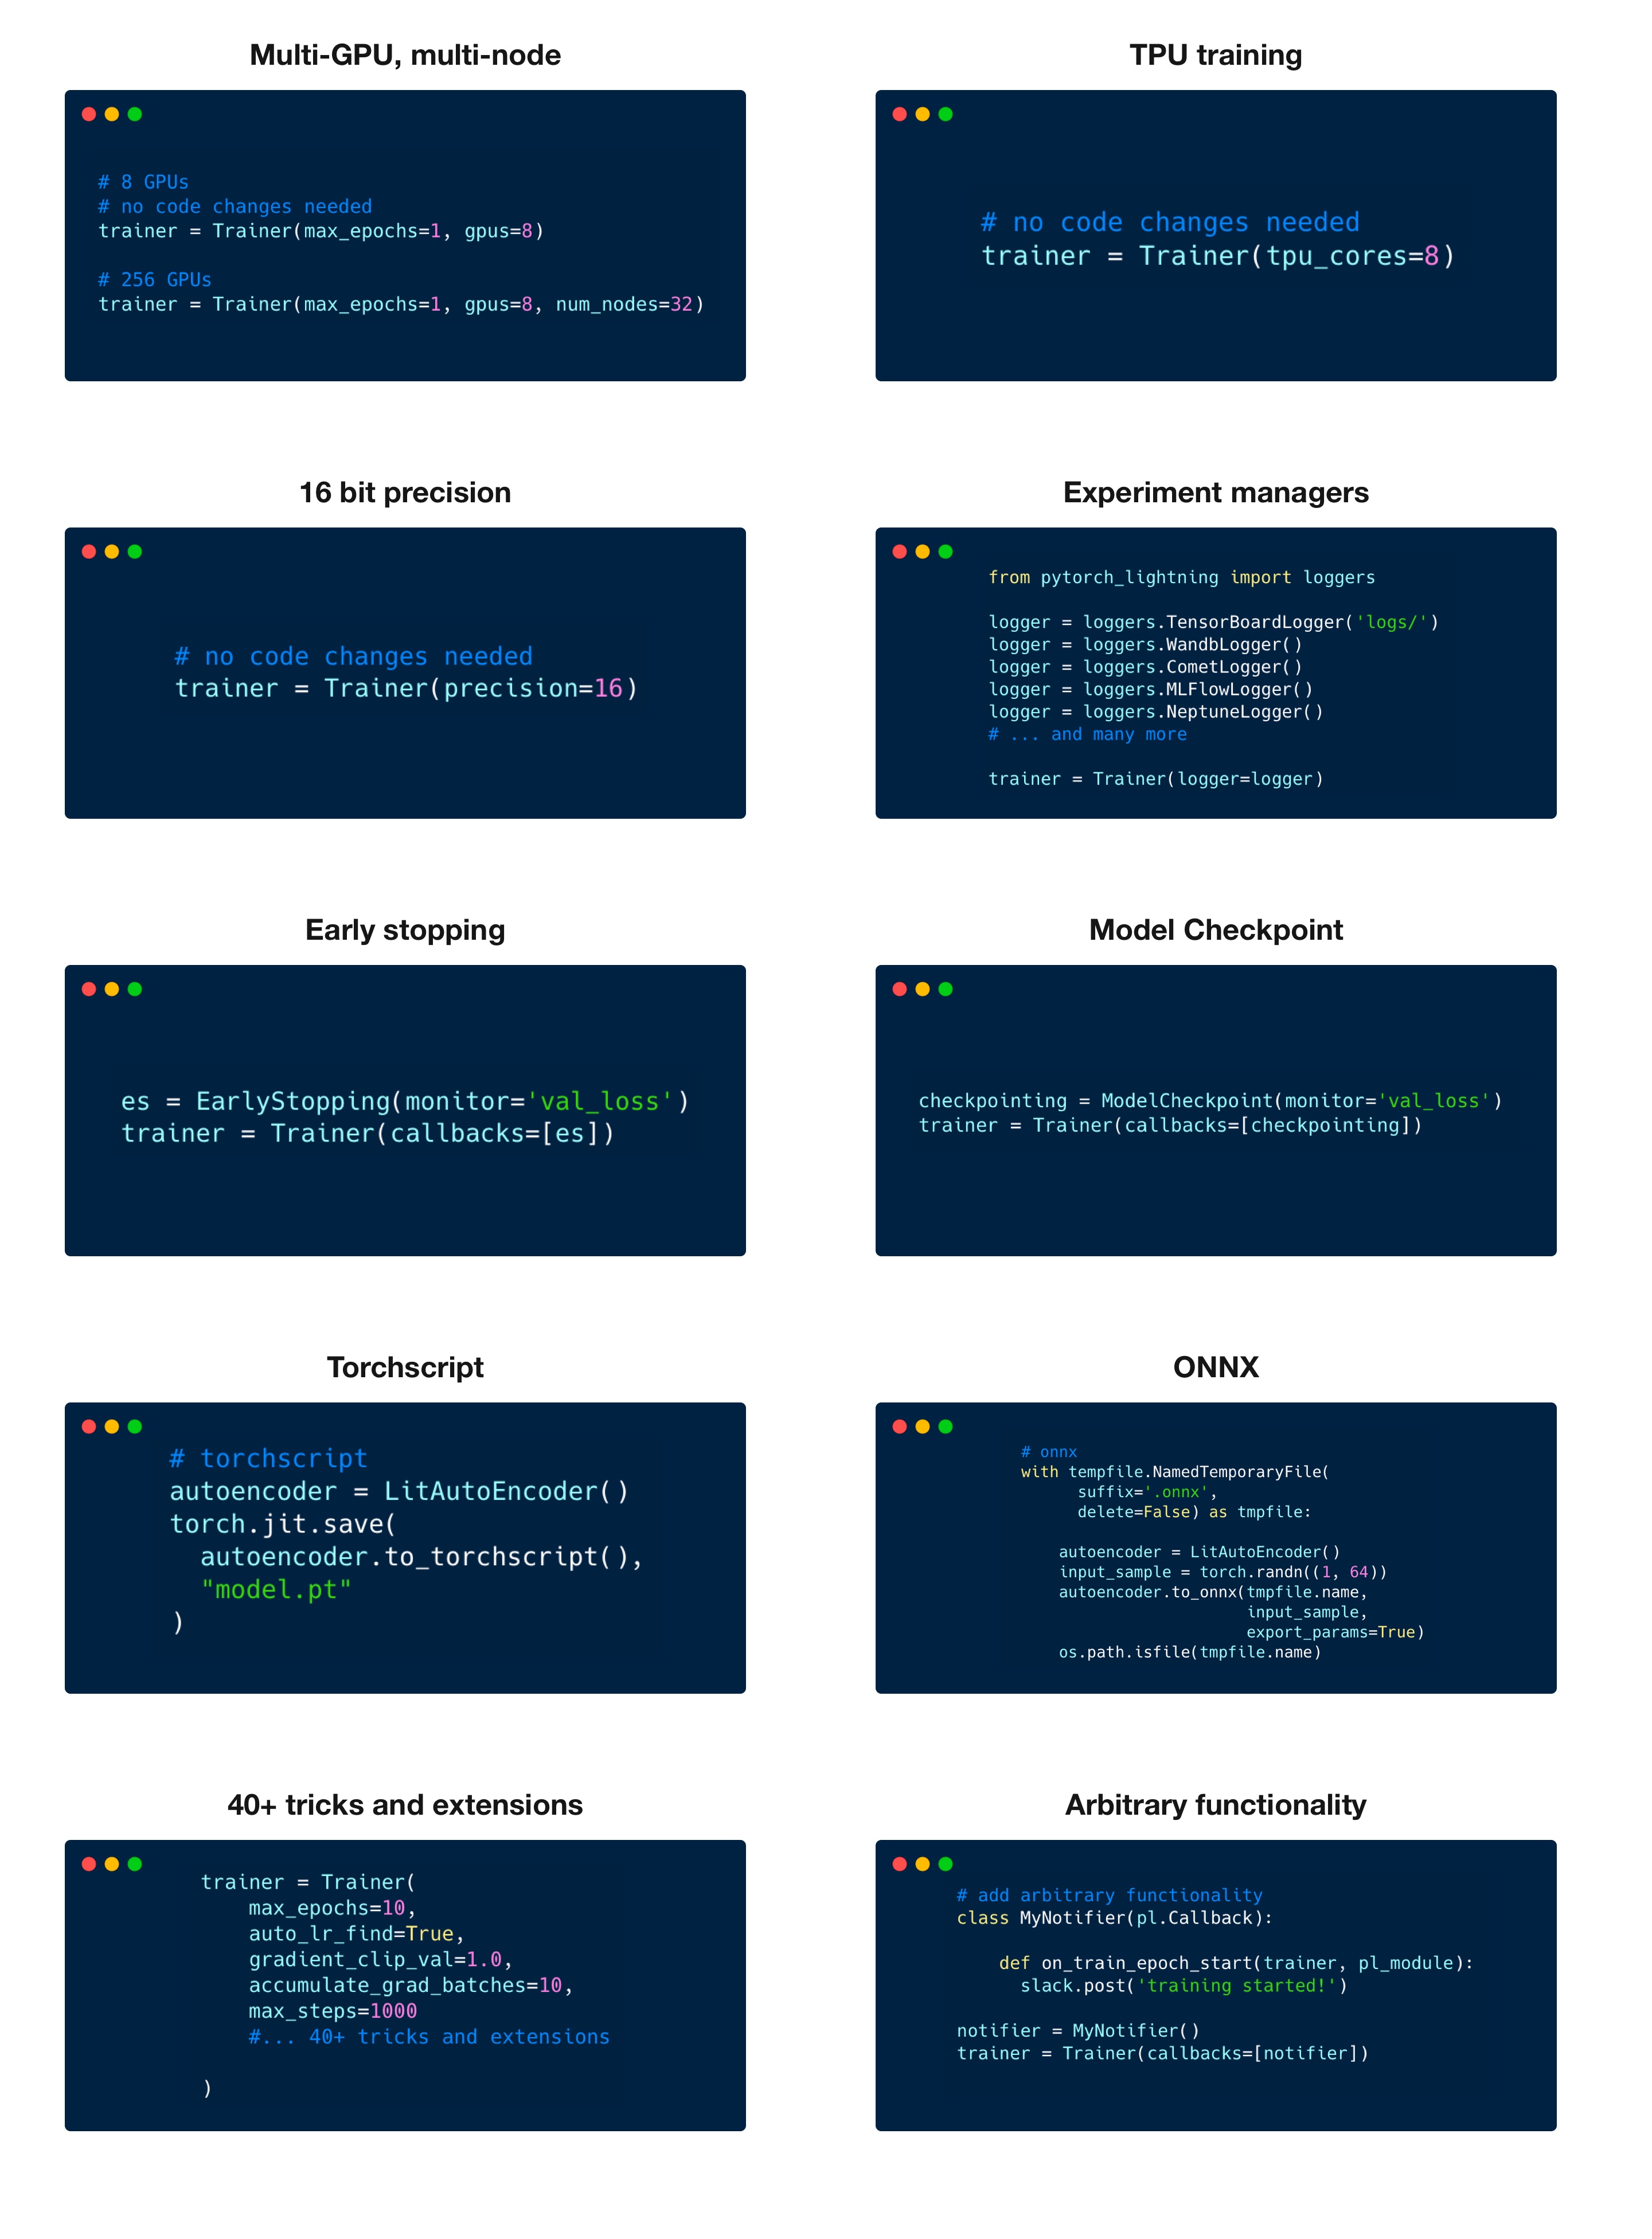 Multi-GPU, multi-node
# 8 GPUs
# no code changes needed
trainer = Trainer(max_epochs=1, gpus=8)
# 256 GPUs
trainer = Trainer(max_epochs=1, gpus=8, num_nodes=32)
TPU training
# no code changes needed
trainer = Trainer(tpu_cores=8)
16 bit precision
# no code changes needed
trainer = Trainer(precision=16)
Experiment managers
from pytorch_lightning import loggers
logger = loggers.TensorBoardLogger('logs/')
logger = loggers.WandbLogger()
logger = loggers.CometLogger()
logger = loggers.MLFlowLogger()
logger = loggers.NeptuneLogger()
# ... and many more
trainer = Trainer(logger=logger)
Early stopping
es = EarlyStopping(monitor='val_loss')
trainer = Trainer(callbacks=[es])
Model Checkpoint
checkpointing = ModelCheckpoint(monitor='val_loss')
trainer = Trainer(callbacks=[checkpointing])
Torchscript
# torchscript
autoencoder = LitAutoEncoder()
torch.jit.save(
  autoencoder.to_torchscript(),
  "model.pt"
)
ONNX
# onnx
with tempfile.NamedTemporaryFile(
      suffix='.onnx',
      delete=False) as tmpfile:
    autoencoder = LitAutoEncoder()
    input_sample = torch.randn((1, 64))
    autoencoder.to_onnx(tmpfile.name,
                        input_sample,
                        export_params=True)
    os.path.isfile(tmpfile.name)
40+ tricks and extensions
trainer = Trainer(
    max_epochs=10,
    auto_lr_find=True,
    gradient_clip_val=1.0,
    accumulate_grad_batches=10,
    max_steps=1000
    #... 40+ tricks and extensions
)
Arbitrary functionality
# add arbitrary functionality
class MyNotifier(pl.Callback):
    def on_train_epoch_start(trainer, pl_module):
      slack.post('training started!')
notifier = MyNotifier()
trainer = Trainer(callbacks=[notifier])